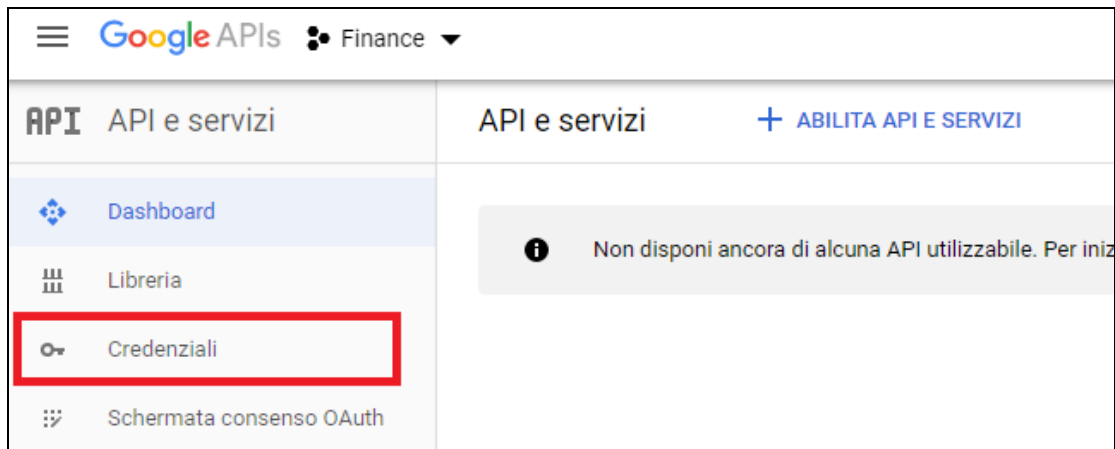 Google APIs Finance
API API e servizi
API e servizi + ABILITA API E SERVIZI
Dashboard
Non disponi ancora di alcuna API utilizzabile. Per iniz
Libreria
Credenziali
Schermata consenso OAuth